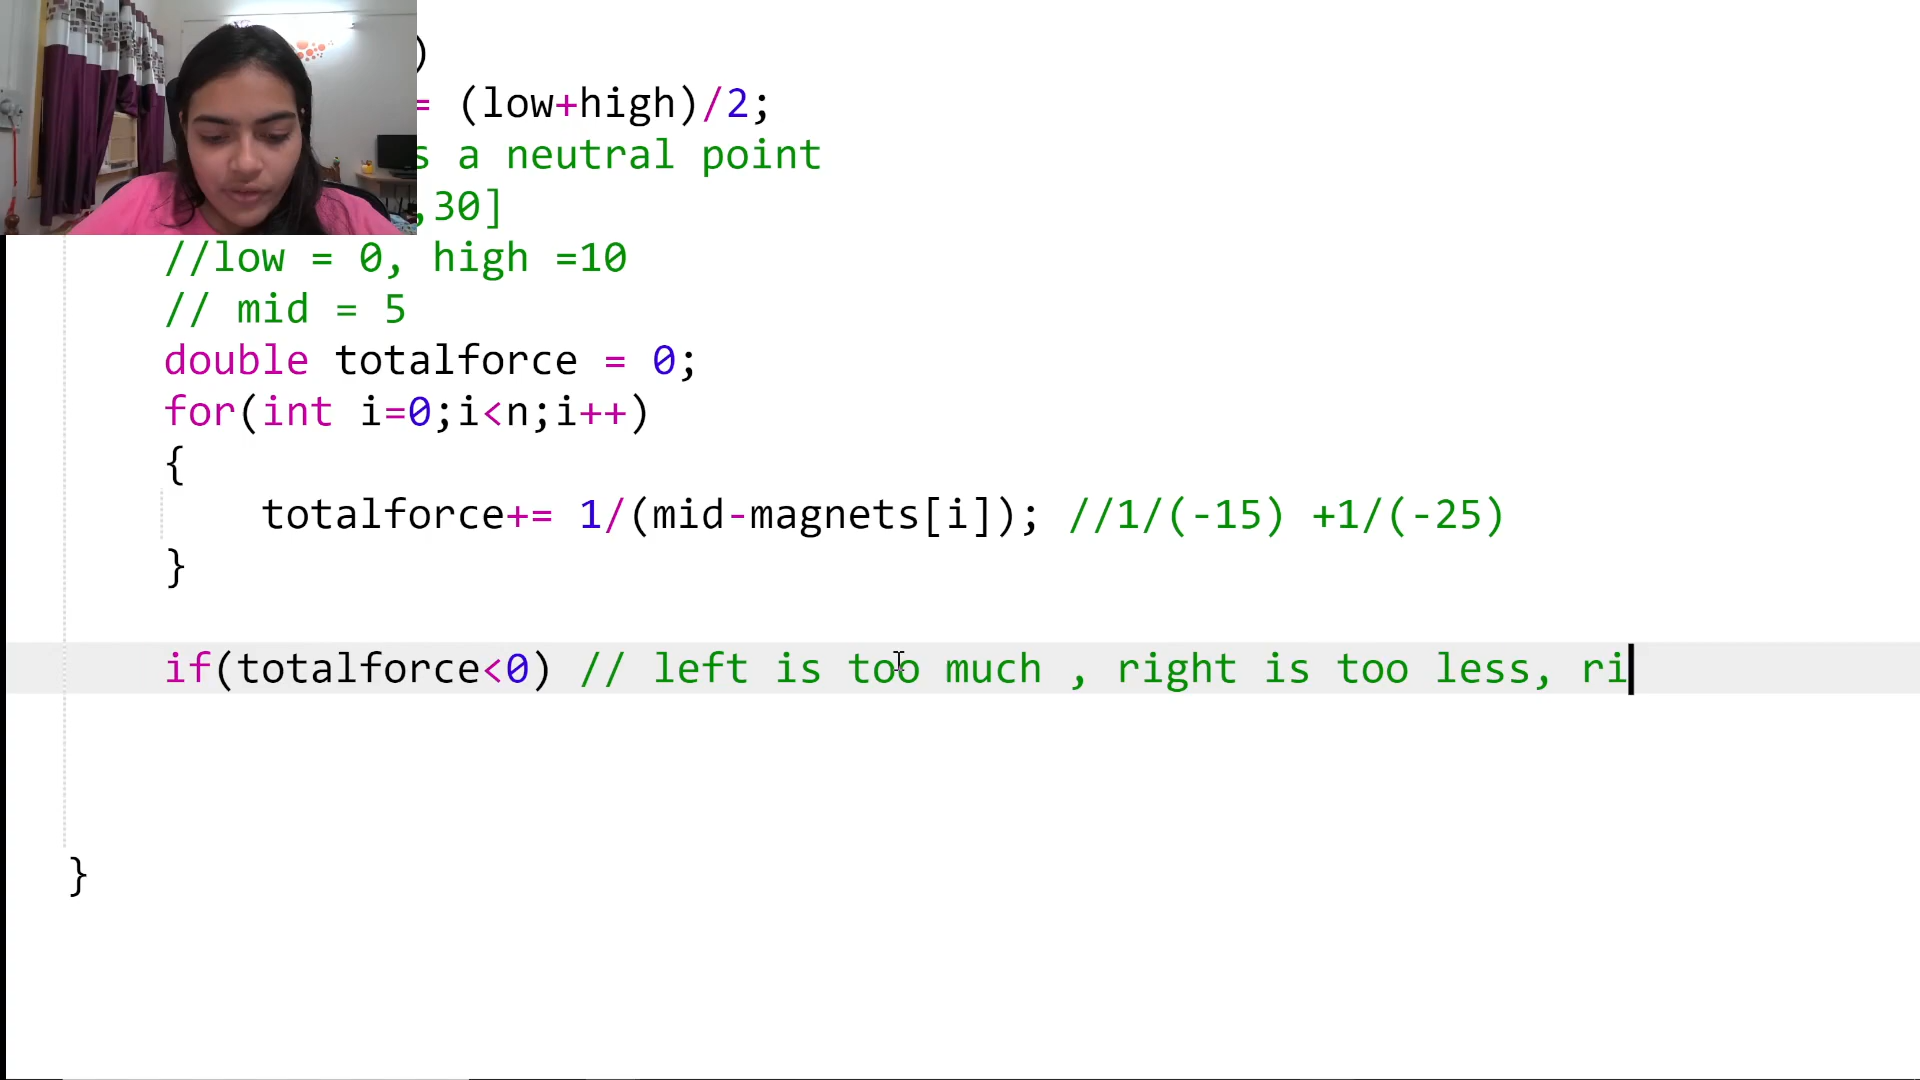 )
= (low+high)/2;
s a neutral point
,30]
//low = 0, high =10
// mid = 5
double totalforce = 0;
for(int i=0;i<n;i++)
{
totalforce+= 1/(mid-magnets[i]); //1/(-15) +1/(-25)
}
if(totalforce<0) // left is too much , right is too less, ri
}